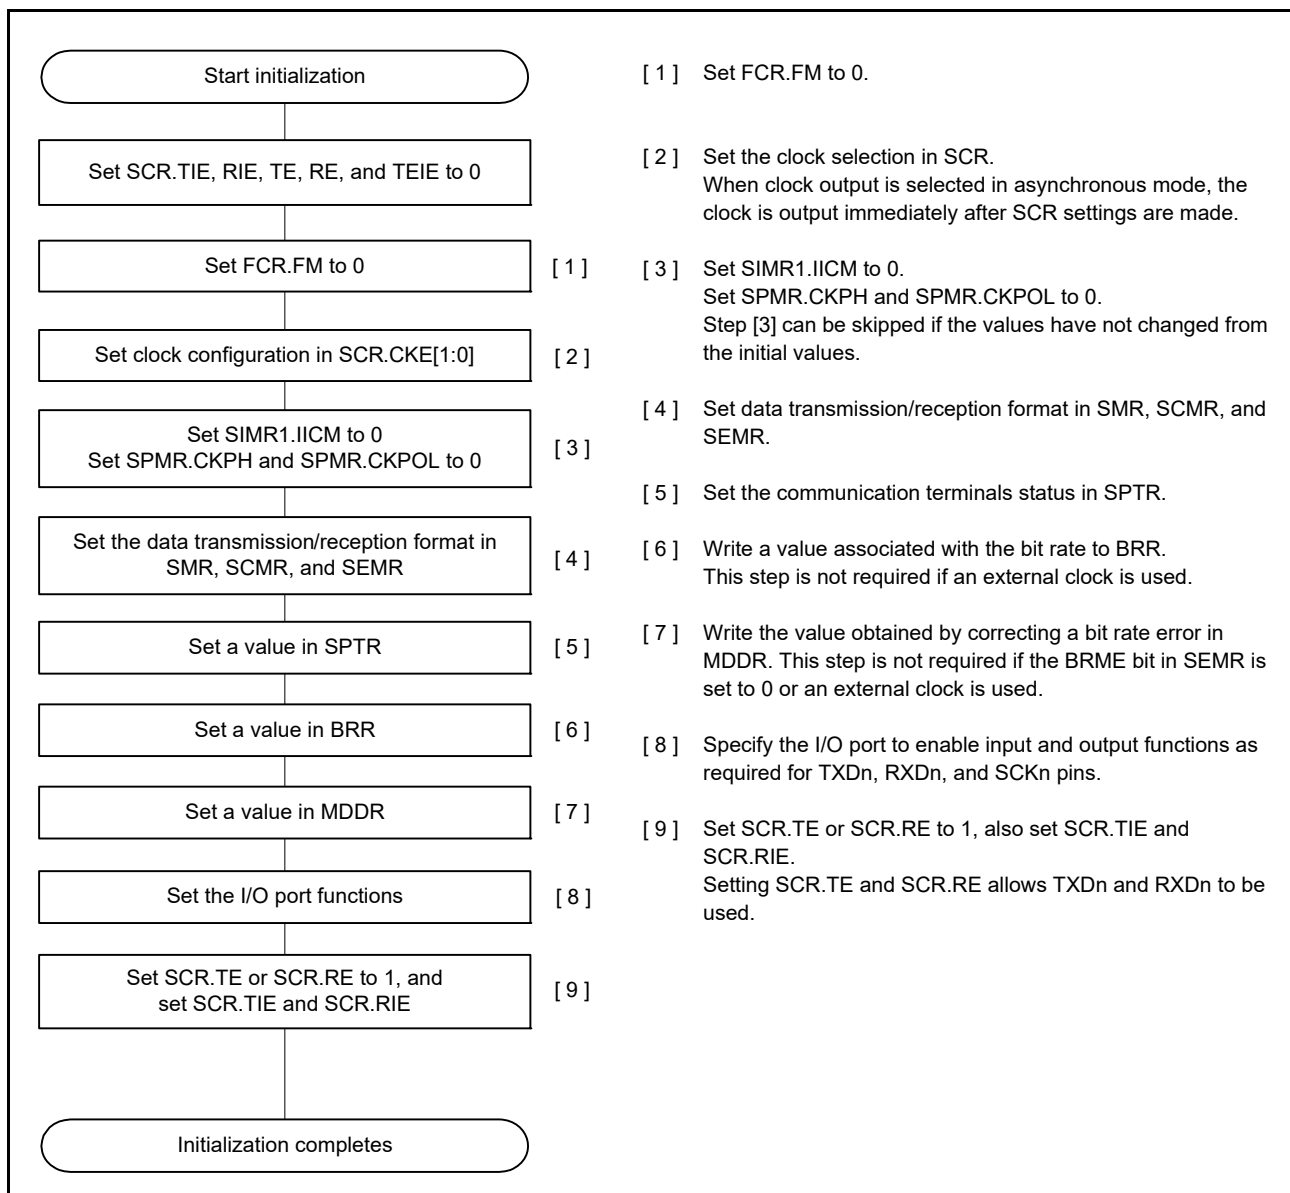 Start initialization
Set SCR.TIE, RIE, TE, RE, and TEIE to 0
Set FCR.FM to 0
[ 1 ]
Set clock configuration in SCR.CKE[1:0]
[ 2 ]
Set SIMR1.IICM to 0
Set SPMR.CKPH and SPMR.CKPOL to 0
[ 3 ]
Set the data transmission/reception format in
SMR, SCMR, and SEMR
[ 4 ]
Set a value in SPTR
[ 5 ]
Set a value in BRR
[ 6 ]
Set a value in MDDR
[ 7 ]
Set the I/O port functions
[ 8 ]
Set SCR.TE or SCR.RE to 1, and
set SCR.TIE and SCR.RIE
[ 9 ]
Initialization completes
[ 1 ] Set FCR.FM to 0.
[ 2 ] Set the clock selection in SCR.
When clock output is selected in asynchronous mode, the
clock is output immediately after SCR settings are made.
[ 3 ] Set SIMR1.IICM to 0.
Set SPMR.CKPH and SPMR.CKPOL to 0.
Step [3] can be skipped if the values have not changed from
the initial values.
[ 4 ] Set data transmission/reception format in SMR, SCMR, and
SEMR.
[ 5 ] Set the communication terminals status in SPTR.
[ 6 ] Write a value associated with the bit rate to BRR.
This step is not required if an external clock is used.
[ 7 ] Write the value obtained by correcting a bit rate error in
MDDR. This step is not required if the BRME bit in SEMR is
set to 0 or an external clock is used.
[ 8 ] Specify the I/O port to enable input and output functions as
required for TXDn, RXDn, and SCKn pins.
[ 9 ] Set SCR.TE or SCR.RE to 1, also set SCR.TIE and
SCR.RIE.
Setting SCR.TE and SCR.RE allows TXDn and RXDn to be
used.